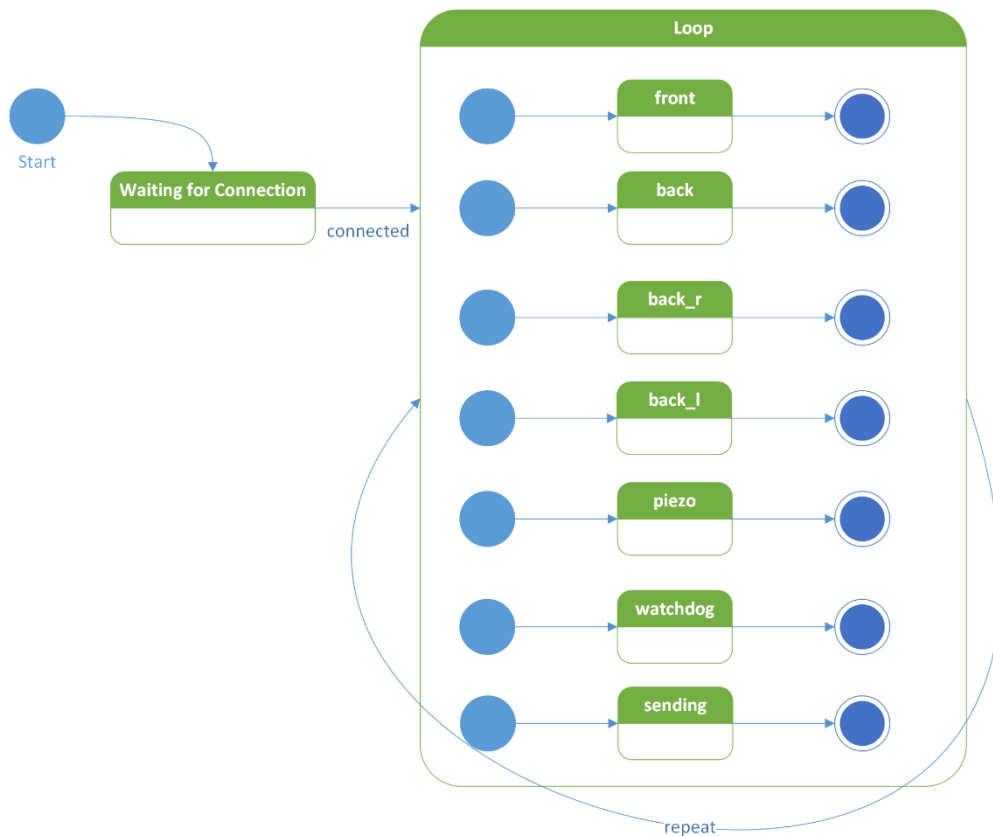 Loop
front
Start
Waiting for Connection
back
connected
back_r
back_l
piezo
watchdog
sending
repeat